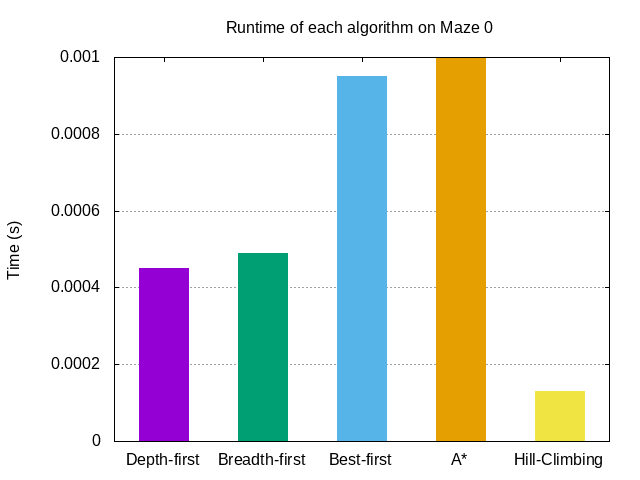 Runtime of each algorithm on Maze 0
0.001
0.0008
0.0006
0.0004
0.0002
0
Time (s)
Depth-first Breadth-first Best-first A* Hill-Climbing